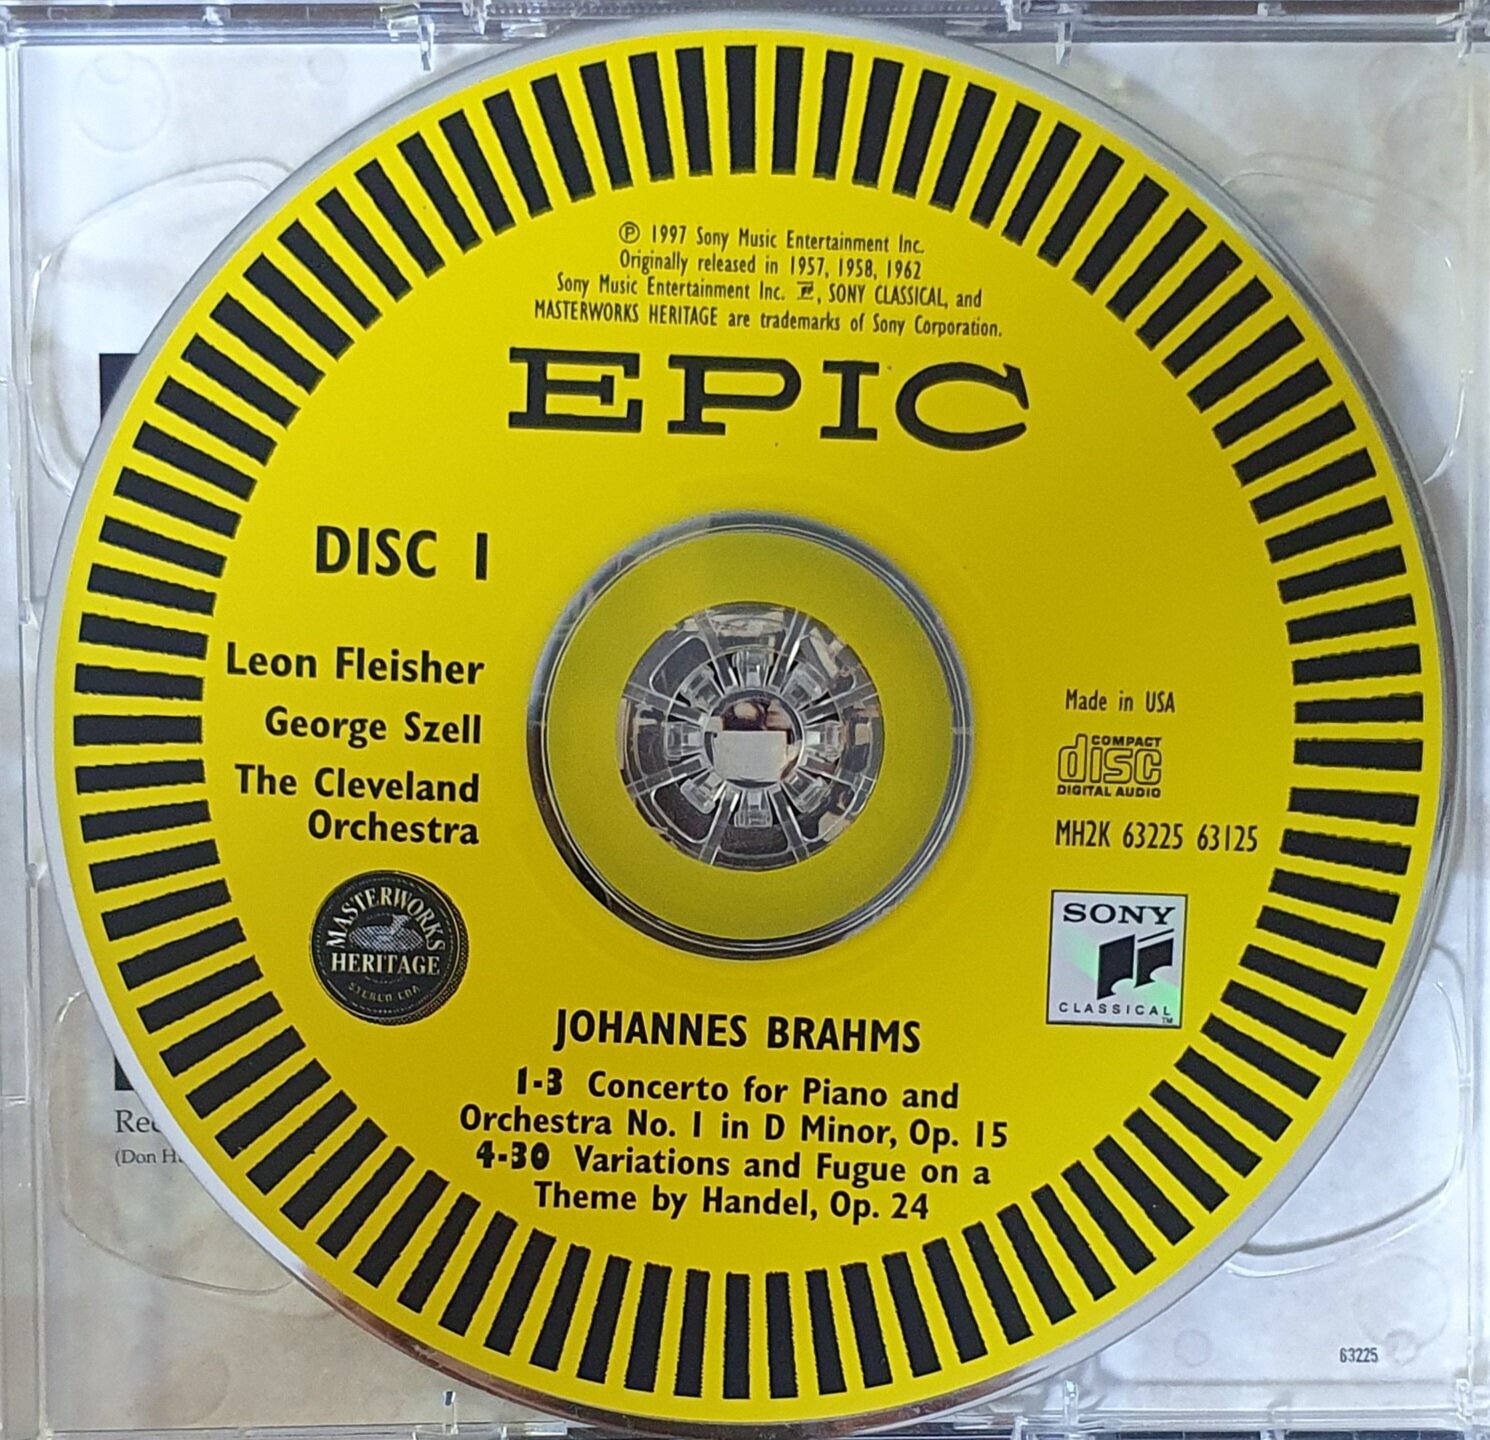 ℗ 1997 Sony Music Entertainment Inc.
Originally released in 1957, 1958, 1962
Sony Music Entertainment Inc. , SONY CLASSICAL, and
MASTERWORKS HERITAGE are trademarks of Sony Corporation.
EPIC
DISC 1
Leon Fleisher
George Szell
The Cleveland
Orchestra
MASTERWORKS
HERITAGE
STEREO ERA
Made in USA
COMPACT
disc
DIGITAL AUDIO
MH2K 63225 63125
SONY
CLASSICAL
TM
JOHANNES BRAHMS
1-3 Concerto for Piano and
Orchestra No. 1 in D Minor, Op. 15
4-30 Variations and Fugue on a
Theme by Handel, Op. 24
(Don
63225